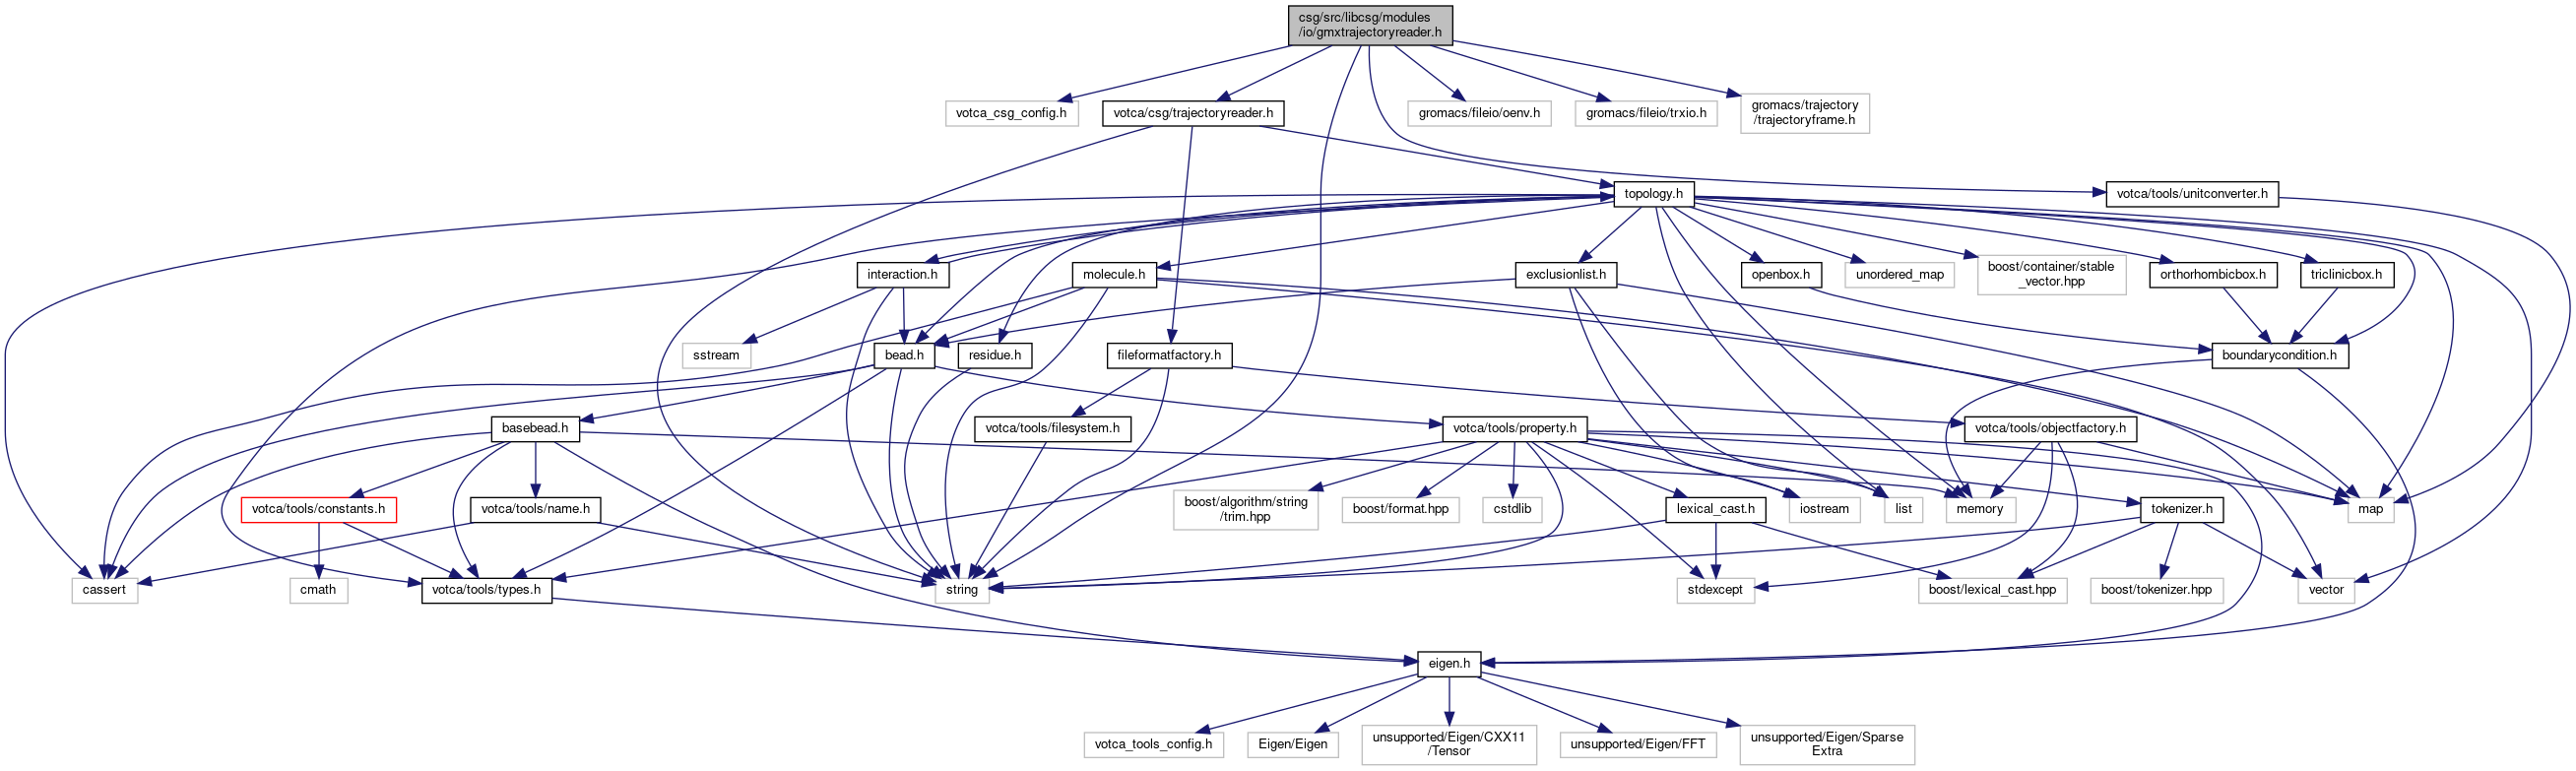 csg/src/libcsg/modules
/io/gmxtrajectoryreader.h
votca_csg_config.h
votca/csg/trajectoryreader.h
gromacs/fileio/oenv.h
gromacs/fileio/trxio.h
gromacs/trajectory
/trajectoryframe.h
topology.h
votca/tools/unitconverter.h
interaction.h
molecule.h
exclusionlist.h
openbox.h
unordered_map
boost/container/stable
_vector.hpp
orthorhombicbox.h
triclinicbox.h
sstream
bead.h
residue.h
fileformatfactory.h
boundarycondition.h
basebead.h
votca/tools/filesystem.h
votca/tools/property.h
votca/tools/objectfactory.h
votca/tools/constants.h
votca/tools/name.h
boost/algorithm/string
/trim.hpp
boost/format.hpp
cstdlib
lexical_cast.h
iostream
list
memory
tokenizer.h
map
cassert
cmath
votca/tools/types.h
string
stdexcept
boost/lexical_cast.hpp
boost/tokenizer.hpp
vector
eigen.h
votca_tools_config.h
Eigen/Eigen
unsupported/Eigen/CXX11
/Tensor
unsupported/Eigen/FFT
unsupported/Eigen/Sparse
Extra